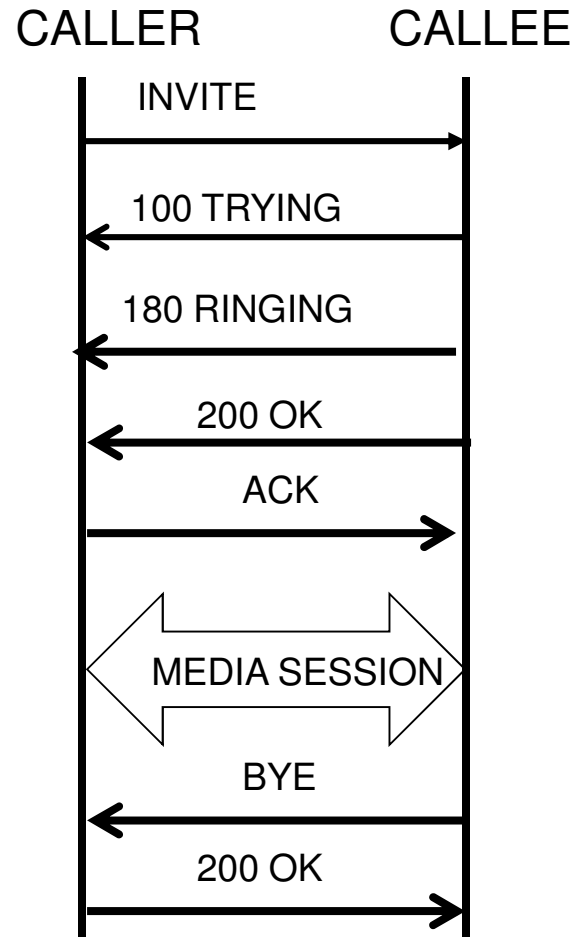 CALLER CALLEE
INVITE
100 TRYING
180 RINGING
200 OK
ACK
MEDIA SESSION
BYE
200 OK